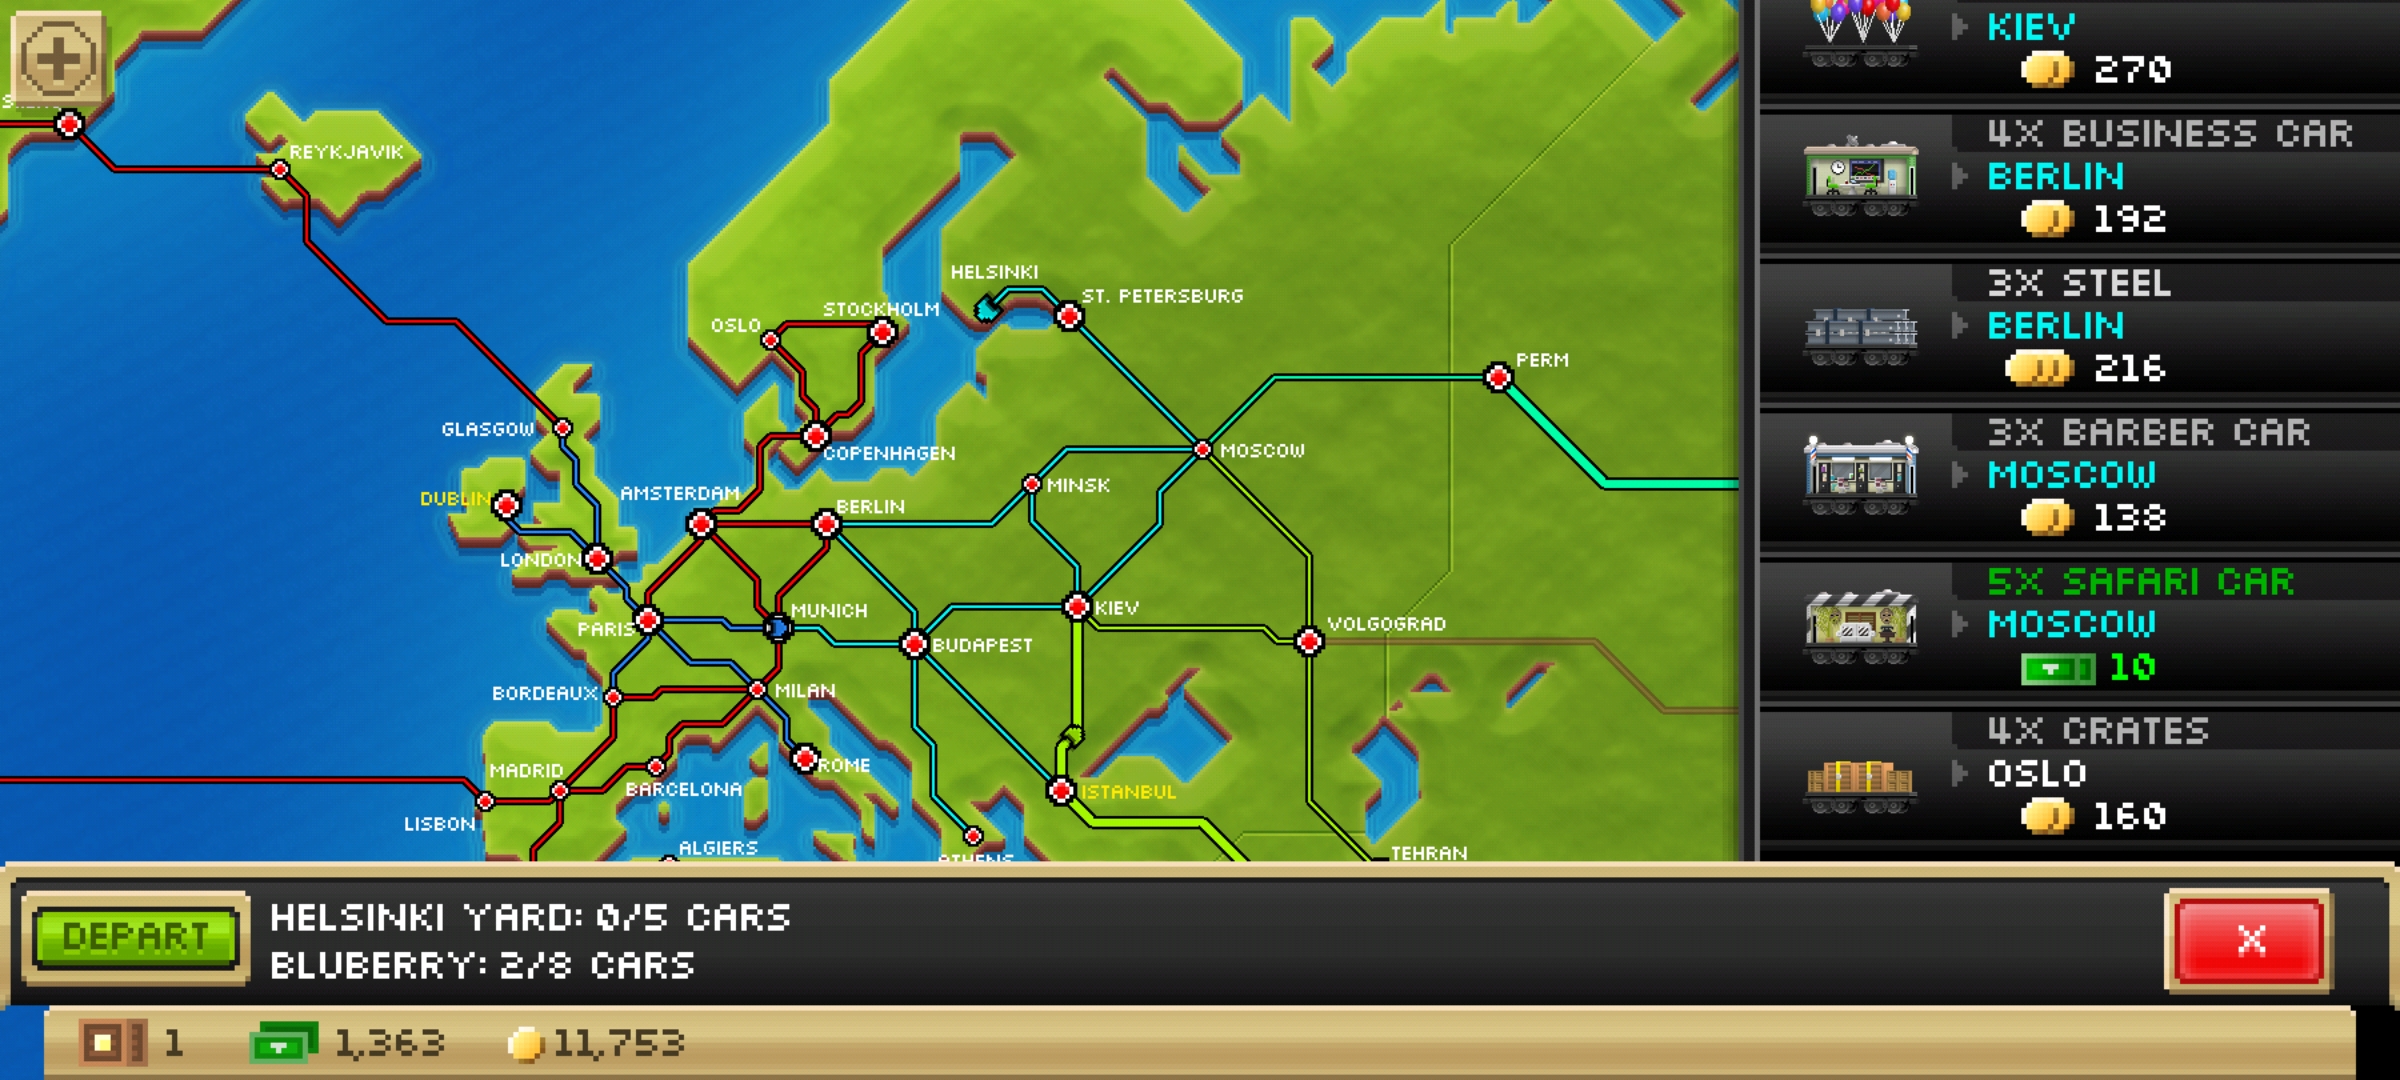 REYKJAVIK
HELSINKI
ST. PETERSBURG
STOCKHOLM
OSLO
PERM
GLASGOW
COPENHAGEN
MOSCOW
MINSK
AMSTERDAM
DUBLIN
BERLIN
LONDON
MUNICH
KIEV
PARIS
VOLGOGRAD
BUDAPEST
BORDEAUX
MILAN
ROME
MADRID
BARCELONA
ISTANBUL
LISBON
ALGIERS
ATHENS
TEHRAN
KIEV
270
4X BUSINESS CAR
BERLIN
192
3X STEEL
BERLIN
216
3X BARBER CAR
MOSCOW
138
5X SAFARI CAR
MOSCOW
10
4X CRATES
OSLO
160
DEPART
HELSINKI YARD: 0/5 CARS
BLUBERRY: 2/8 CARS
X
1
1,363
11,753